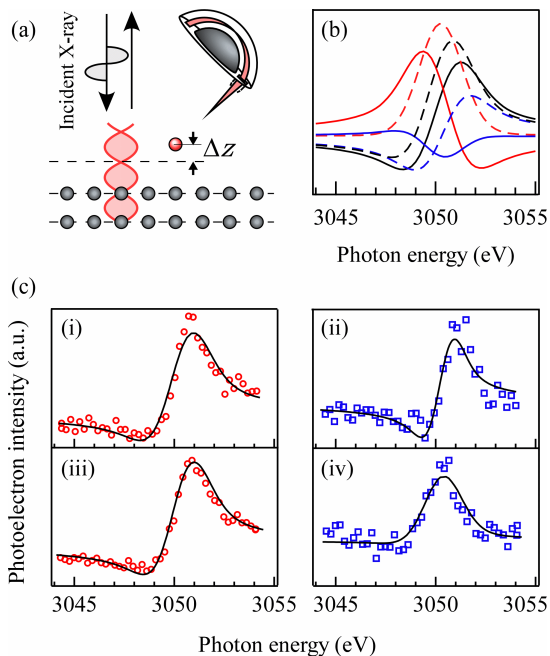 (a)
Incident X-ray
Δz
(b)
3045 3050 3055
Photon energy (eV)
(c)
Photoelectron intensity (a.u.)
(i)
(ii)
(iii)
(iv)
3045 3050 3055
3045 3050 3055
Photon energy (eV)